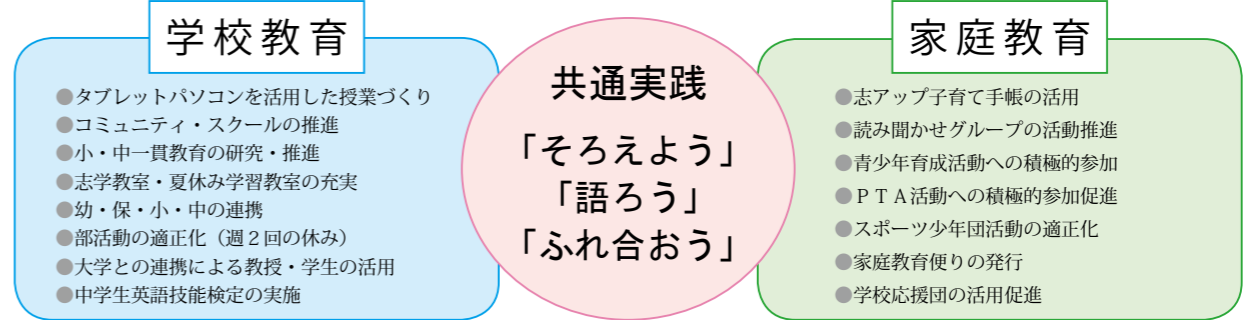 学校教育
●タブレットパソコンを活用した授業づくり
●コミュニティ・スクールの推進
●小・中一貫教育の研究・推進
●志学教室・夏休み学習教室の充実
●幼・保・小・中の連携
●部活動の適正化（週２回の休み）
●大学との連携による教授・学生の活用
●中学生英語技能検定の実施
共通実践
「そろえよう」
「語ろう」
「ふれ合おう」
家庭教育
●志アップ子育て手帳の活用
●読み聞かせグループの活動推進
●青少年育成活動への積極的参加
●ＰＴＡ活動への積極的参加促進
●スポーツ少年団活動の適正化
●家庭教育便りの発行
●学校応援団の活用促進